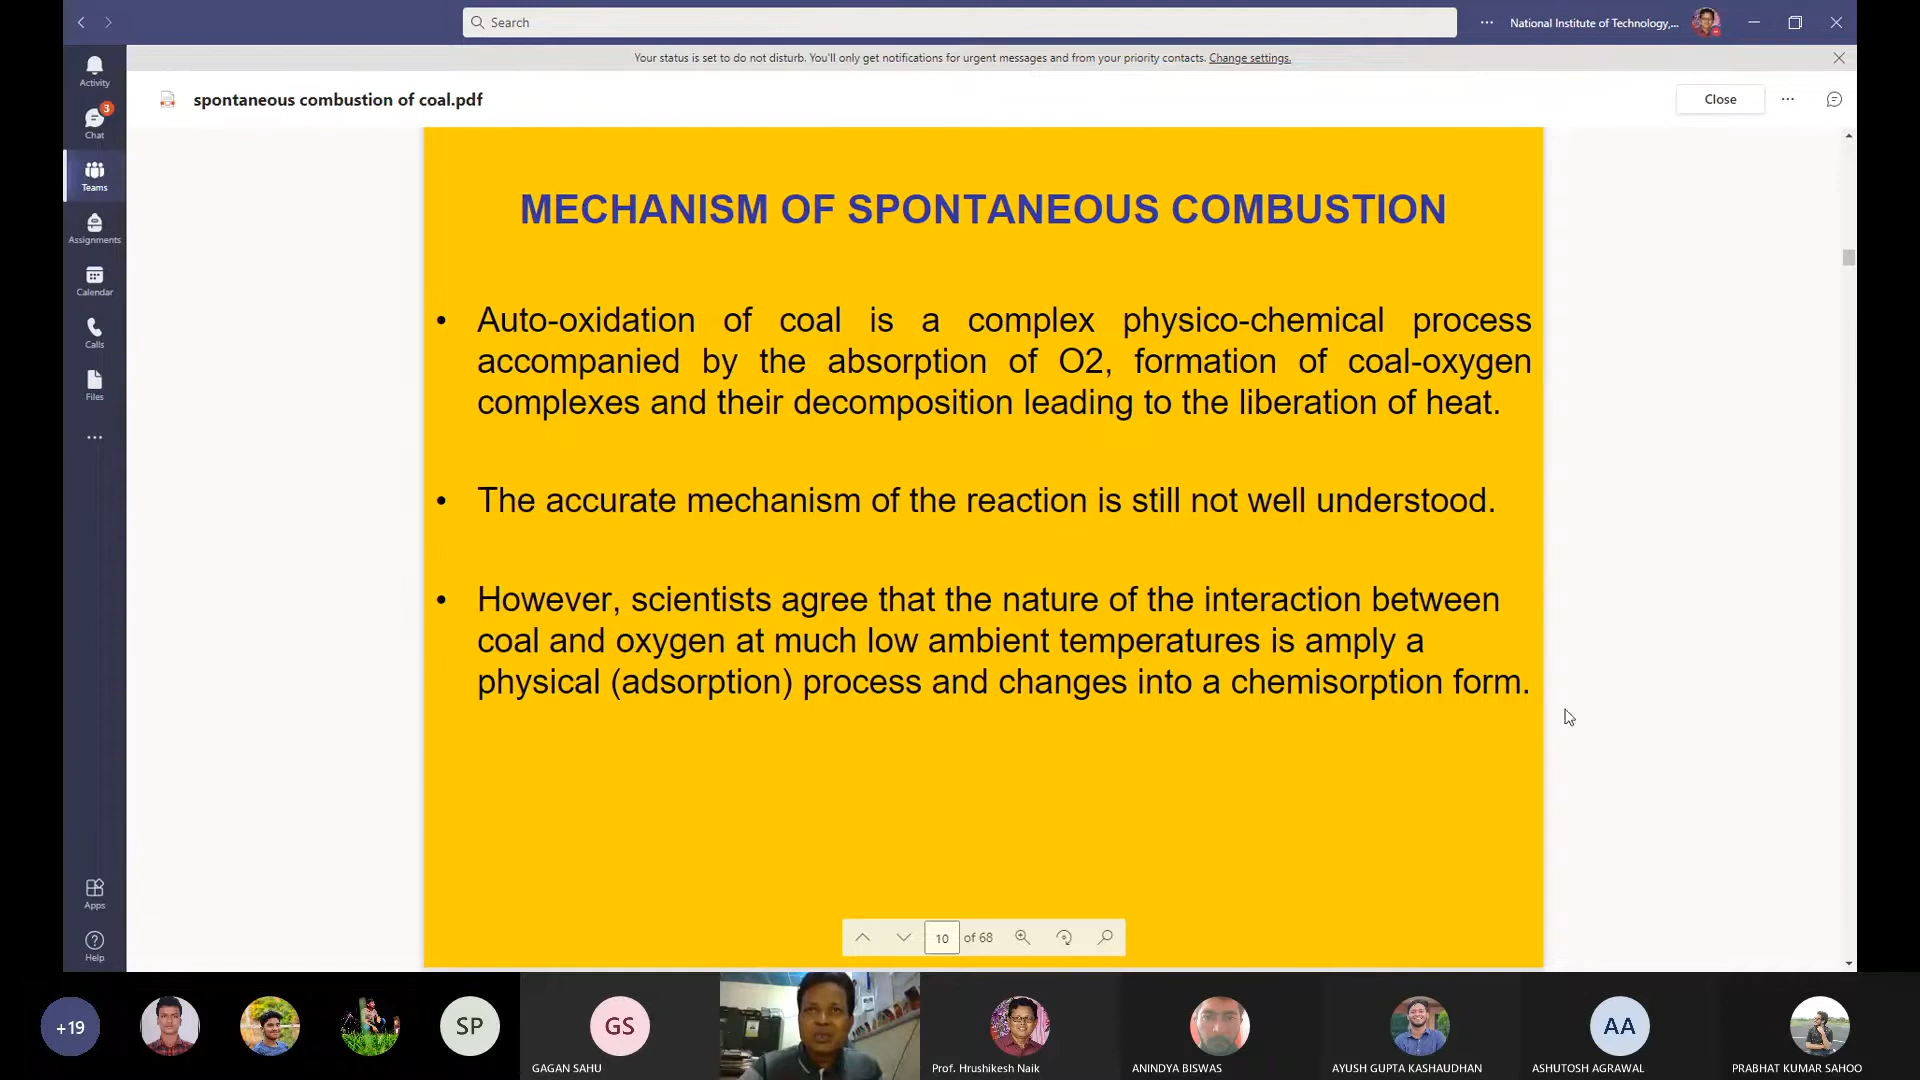 Search
National Institute of Technology,...
Your status is set to do not disturb. You'll only get notifications for urgent messages and from your priority contacts. Change settings.
Activity
3
Chat
Teams
Assignments
Calendar
Calls
Files
Apps
Help
spontaneous combustion of coal.pdf
Close
MECHANISM OF SPONTANEOUS COMBUSTION
• Auto-oxidation of coal is a complex physico-chemical process
accompanied by the absorption of O2, formation of coal-oxygen
complexes and their decomposition leading to the liberation of heat.
• The accurate mechanism of the reaction is still not well understood.
• However, scientists agree that the nature of the interaction between
coal and oxygen at much low ambient temperatures is amply a
physical (adsorption) process and changes into a chemisorption form.
10 of 68
+19
SP
GS
GAGAN SAHU
Prof. Hrushikesh Naik
ANINDYA BISWAS
AYUSH GUPTA KASHAUDHAN
AA
ASHUTOSH AGRAWAL
PRABHAT KUMAR SAHOO